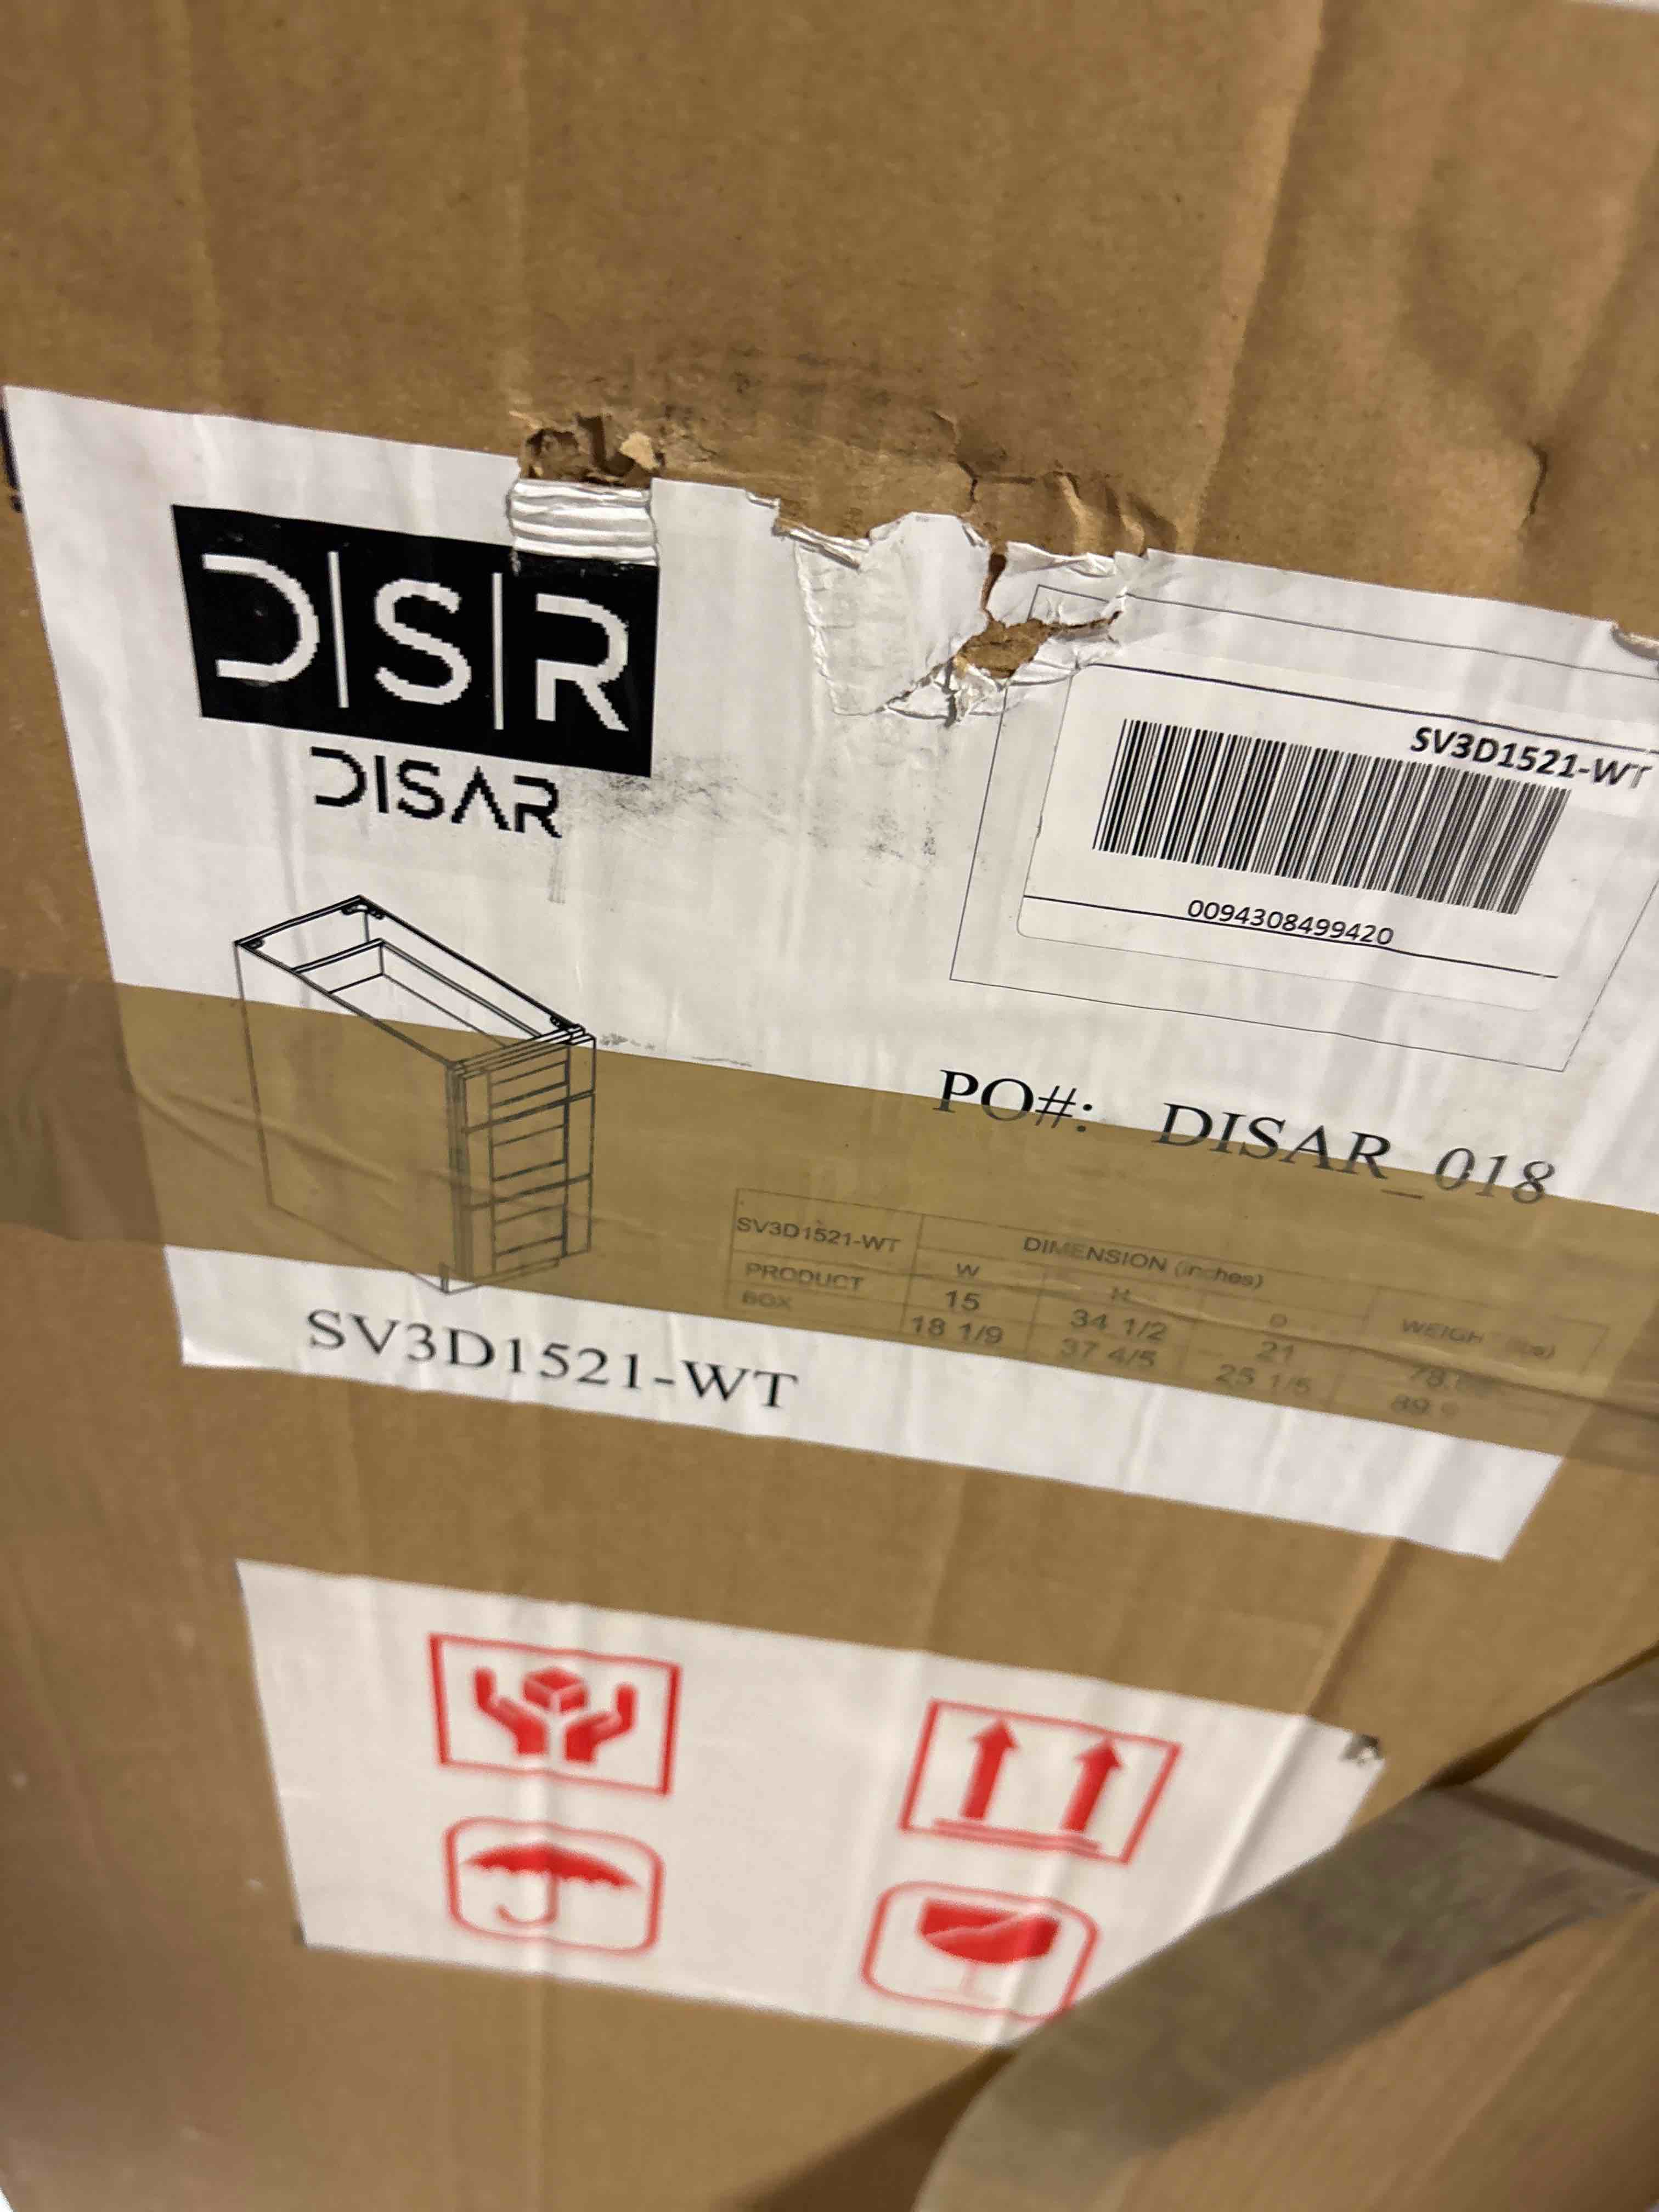 D|S|R
DISAR
SV3D1521-WT
0094308499420
PO#: DISAR_018
SV3D1521-WT DIMENSION (inches)
W H D
PRODUCT 15 34 1/2 21
BOX 18 1/9 37 4/5 25 1/5
SV3D1521-WT